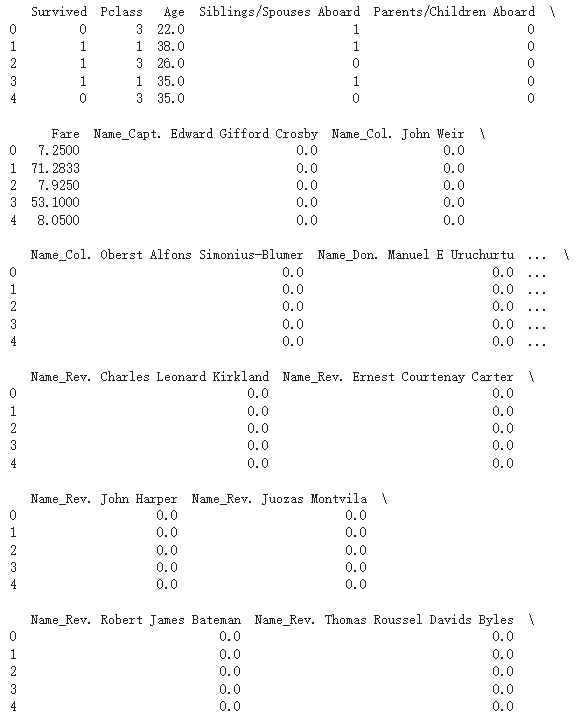 Survived Pclass Age Siblings/Spouses Aboard Parents/Children Aboard \
0 0 3 22.0 1 0
1 1 1 38.0 1 0
2 1 3 26.0 0 0
3 1 1 35.0 1 0
4 0 3 35.0 0 0
Fare Name_Capt. Edward Gifford Crosby Name_Col. John Weir \
0 7.2500 0.0 0.0
1 71.2833 0.0 0.0
2 7.9250 0.0 0.0
3 53.1000 0.0 0.0
4 8.0500 0.0 0.0
Name_Col. Oberst Alfons Simonius-Blumer Name_Don. Manuel E Uruchurtu ... \
0 0.0 0.0 ...
1 0.0 0.0 ...
2 0.0 0.0 ...
3 0.0 0.0 ...
4 0.0 0.0 ...
Name_Rev. Charles Leonard Kirkland Name_Rev. Ernest Courtenay Carter \
0 0.0 0.0
1 0.0 0.0
2 0.0 0.0
3 0.0 0.0
4 0.0 0.0
Name_Rev. John Harper Name_Rev. Juozas Montvila \
0 0.0 0.0
1 0.0 0.0
2 0.0 0.0
3 0.0 0.0
4 0.0 0.0
Name_Rev. Robert James Bateman Name_Rev. Thomas Roussel Davids Byles \
0 0.0 0.0
1 0.0 0.0
2 0.0 0.0
3 0.0 0.0
4 0.0 0.0